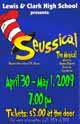 Lewis & Clark High School
presents:
Seussical
The Musical
April 30 - May 1, 2009
7:00 pm
Tickets: $5.00 at the door